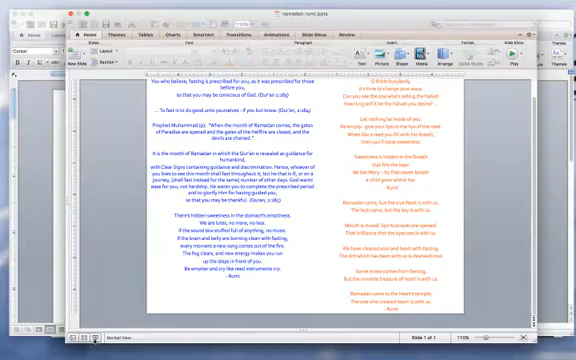 ramadan rumi.pptx
Home
Themes
Tables
Charts
SmartArt
Transitions
Animations
Slide Show
Review
Slides
Font
Paragraph
Insert
Format
Slide Show
New Slide
Layout
Section
Text
Picture
Shape
Media
Arrange
Quick Styles
Play
You who believe, fasting is prescribed for you, as it was prescribed for those
before you,
so that you may be conscious of God. (Qur'an 2:183)
... To fast is to do good unto yourselves - if you but know. (Qur'an, 2:184)
Prophet Muhammad (p): "When the month of Ramadan comes, the gates
of Paradise are opened and the gates of the Hellfire are closed, and the
devils are chained."
It is the month of Ramadan in which the Qur'an is revealed as guidance for
humankind,
with Clear Signs containing guidance and discrimination. Hence, whoever of
you lives to see this month shall fast throughout it; but he that is ill, or on a
journey, (shall fast instead for the same) number of other days. God wants
ease for you, not hardship. He wants you to complete the prescribed period
and to glorify Him for having guided you,
so that you may be thankful. (Quran, 2:185)
There's hidden sweetness in the stomach's emptiness.
We are lutes, no more, no less.
If the sound box stuffed full of anything, no music.
If the brain and belly are burning clean with fasting,
every moment a new song comes out of the fire.
The fog clears, and new energy makes you run
up the steps in front of you.
Be emptier and cry like reed instruments cry.
- Rumi
O fickle busybody,
it's time to change your ways
Can you see the one who's selling the halvah
how long will it be the halvah you desire? ...
Let nothing be inside of you.
Be empty: give your lips to the lips of the reed.
When like a reed you fill with his breath,
then you'll taste sweetness.
Sweetness is hidden in the Breath
that fills the reed.
Be like Mary - by that sweet breath
a child grew within her.
- Rumi
Ramadan came, but the true feast is with us
The lock came, but the key is with us
Mouth is closed. Spiritual eyes are opened
That brilliance that the eyes see is with us
We have cleansed soul and heart with fasting,
The dirt which has been with us is cleansed now
Some stress comes from fasting,
But the invisible treasure of heart is with us.
Ramadan came to the heart's temple;
The one who created heart is with us.
- Rumi
Normal View
Slide 1 of 1
110%